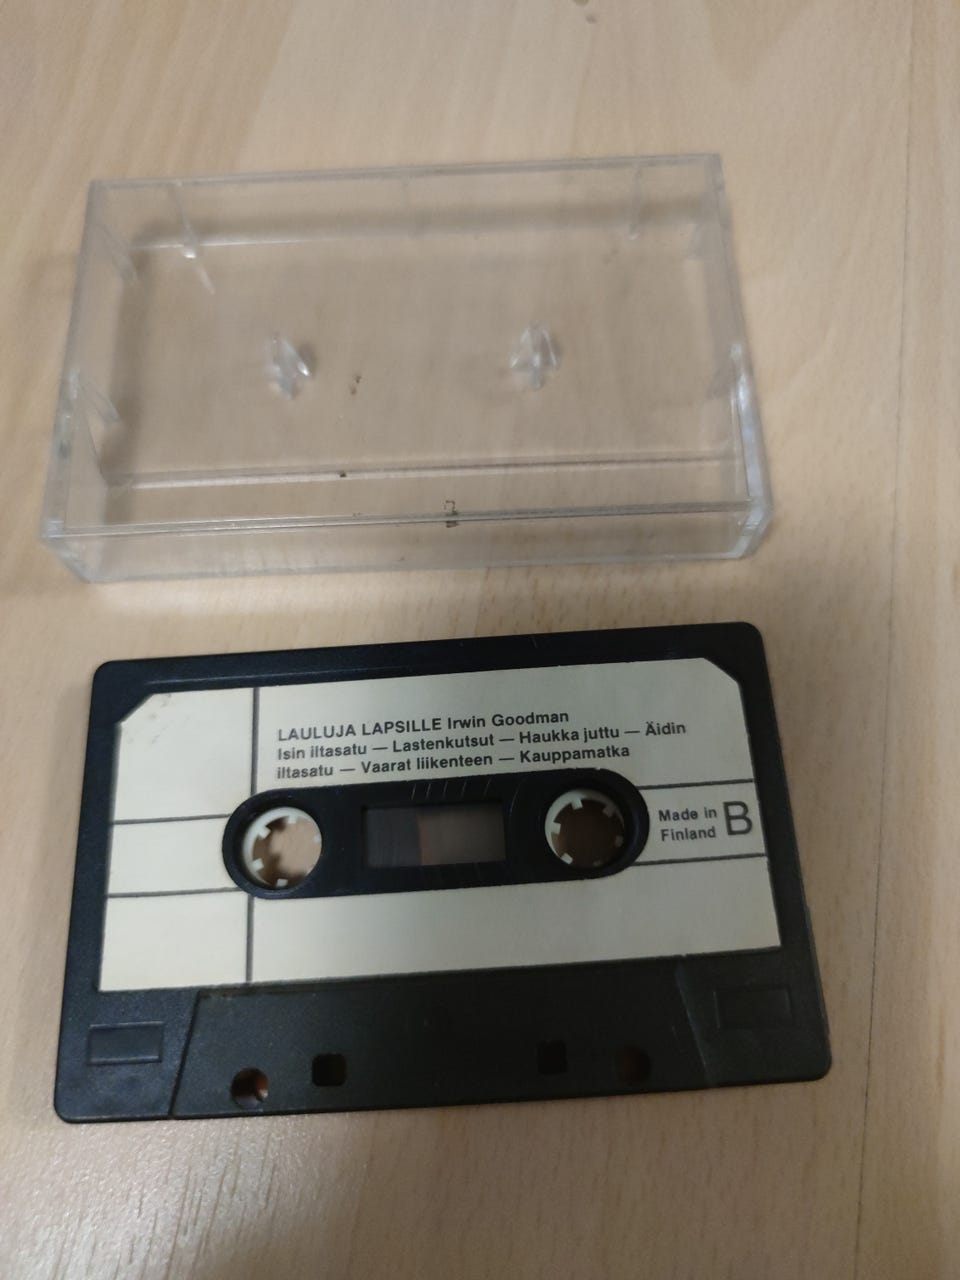 LAULUJA LAPSILLE Irwin Goodman
Isin iltasatu — Lastenkutsut — Haukka juttu — Äidin
iltasatu — Vaarat liikenteen — Kauppamatka
Made in
Finland
B